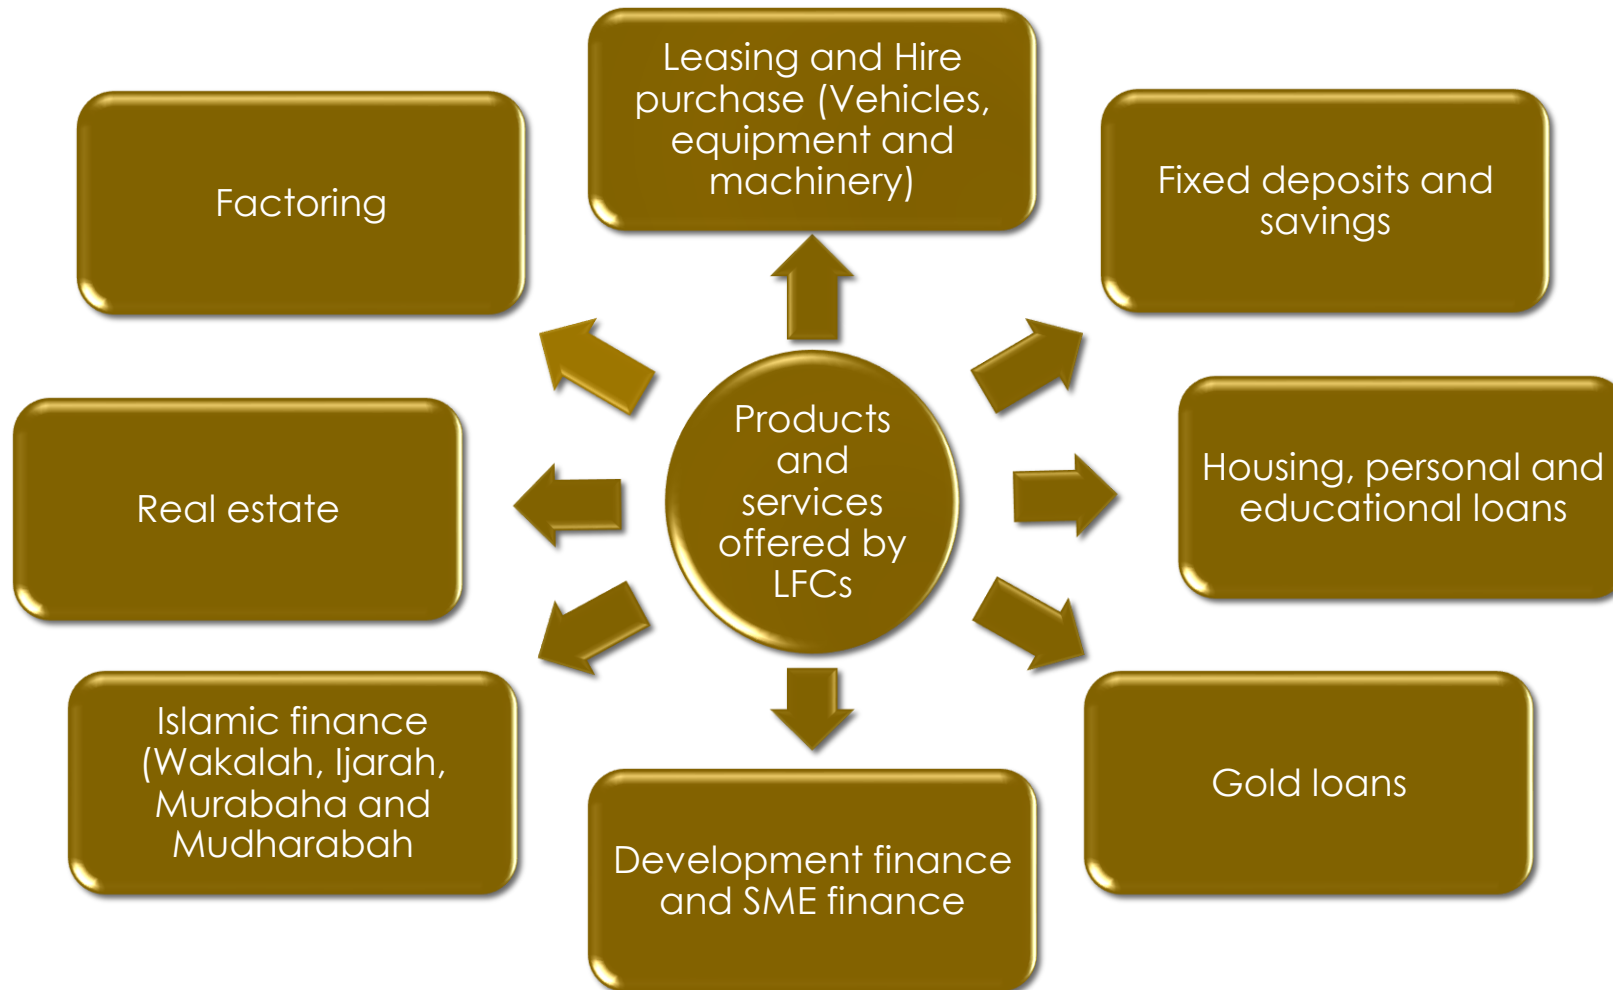 Leasing and Hire
purchase (Vehicles,
equipment and
machinery)
Fixed deposits and
savings
Housing, personal and
educational loans
Gold loans
Development finance
and SME finance
Islamic finance
(Wakalah, Ijarah,
Murabaha and
Mudharabah
Real estate
Factoring
Products
and
services
offered by
LFCs